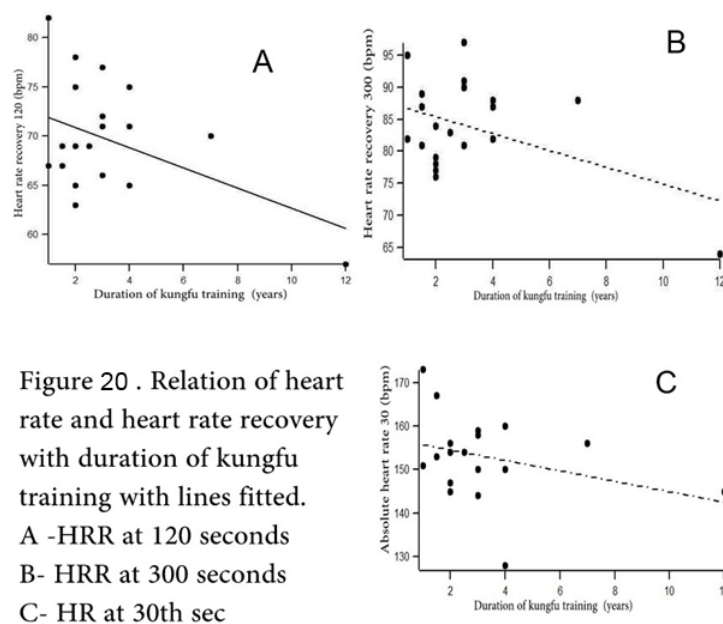 A
80
75
70
65
60
2 4 6 8 10 12
Heart rate recovery 120 (bpm)
Duration of kungfu training (years)
B
95
90
85
80
75
70
65
2 4 6 8 10 12
Heart rate recovery 300 (bpm)
Duration of kungfu training (years)
Figure 20 . Relation of heart
rate and heart rate recovery
with duration of kungfu
training with lines fitted.
A -HRR at 120 seconds
B- HRR at 300 seconds
C- HR at 30th sec
C
170
160
150
140
130
2 4 6 8 10
Absolute heart rate 30 (bpm)
Duration of kungfu training (years)